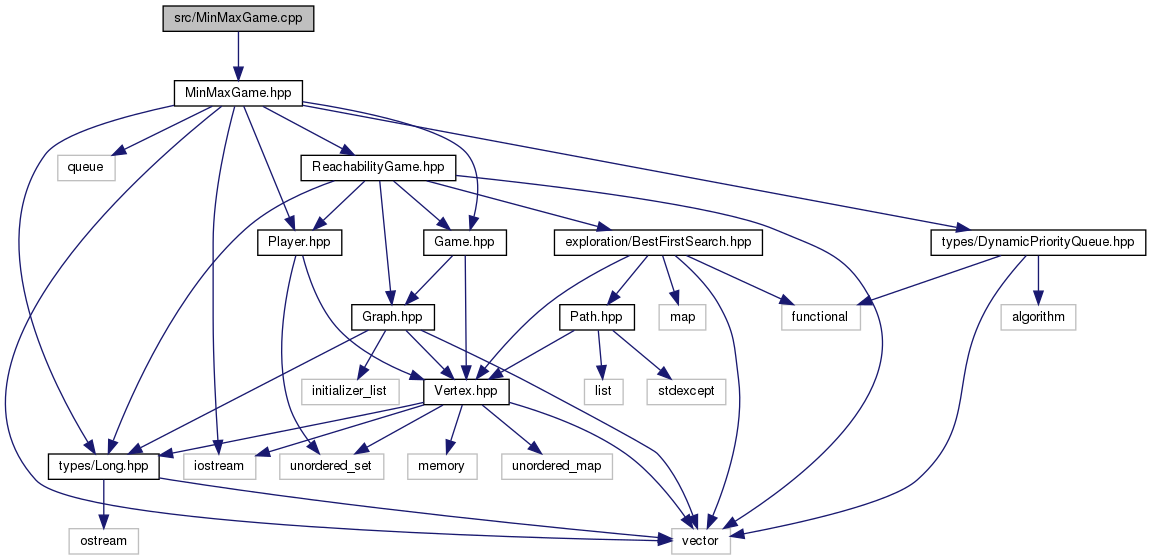 src/MinMaxGame.cpp
MinMaxGame.hpp
queue
ReachabilityGame.hpp
Player.hpp
Game.hpp
exploration/BestFirstSearch.hpp
types/DynamicPriorityQueue.hpp
Graph.hpp
Path.hpp
map
functional
algorithm
initializer_list
Vertex.hpp
list
stdexcept
types/Long.hpp
iostream
unordered_set
memory
unordered_map
ostream
vector